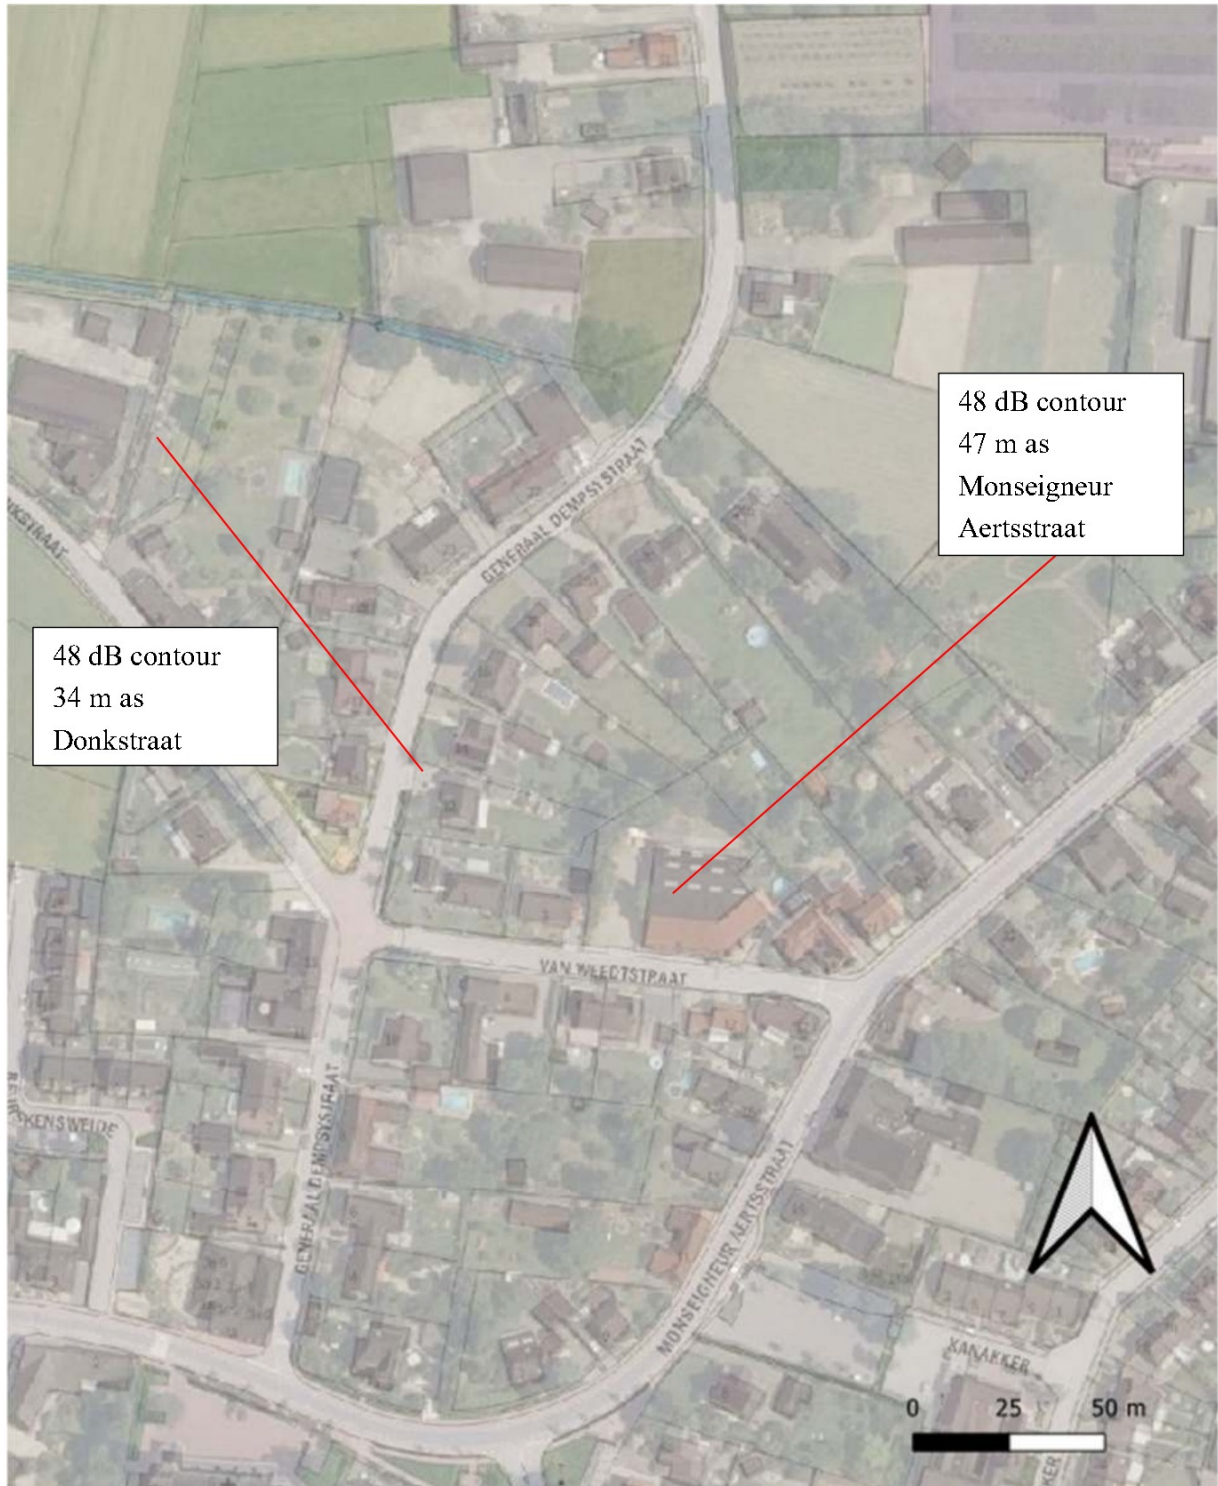 48 dB contour
47 m as
Monseigneur
Aertsstraat
GENERAAL DEMPSYSTRAAT
48 dB contour
34 m as
Donkstraat
VAN WEEDTSTRAAT
GENERAAL DEMPSYSTRAAT
MONSEIGNEUR AERTSSTRAAT
KANAKKER
0 25 50 m